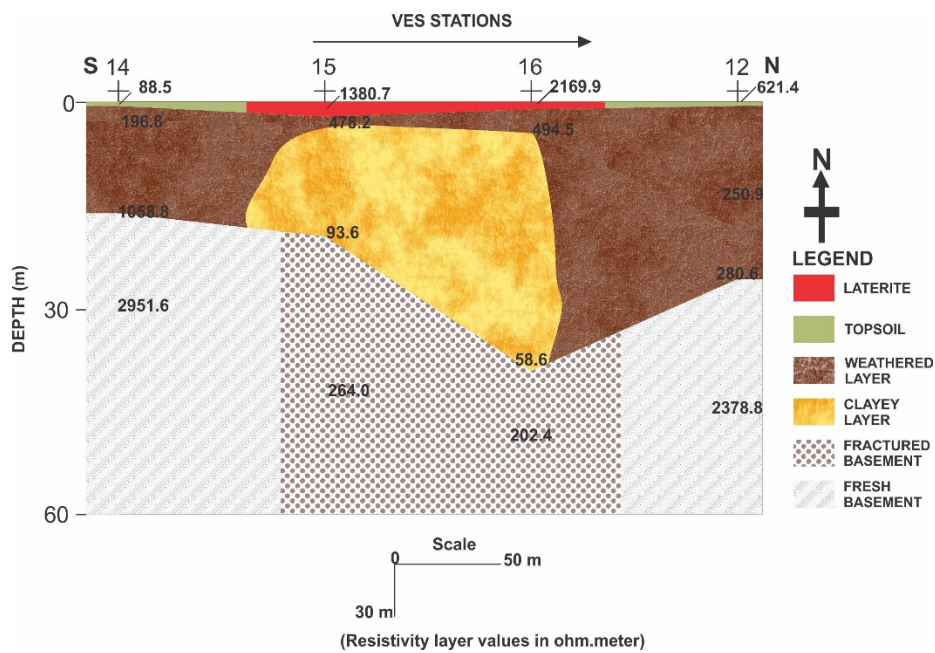 VES STATIONS
S 14 15 16 12 N
88.5 1380.7 2169.9 621.4
0
196.8 478.2 494.5
250.9
1058.8 93.6
280.6
30 2951.6
58.6
264.0 2378.8
202.4
60
DEPTH (m)
N
LEGEND
LATERITE
TOPSOIL
WEATHERED
LAYER
CLAYEY
LAYER
FRACTURED
BASEMENT
FRESH
BASEMENT
Scale
0 50 m
30 m
(Resistivity layer values in ohm.meter)